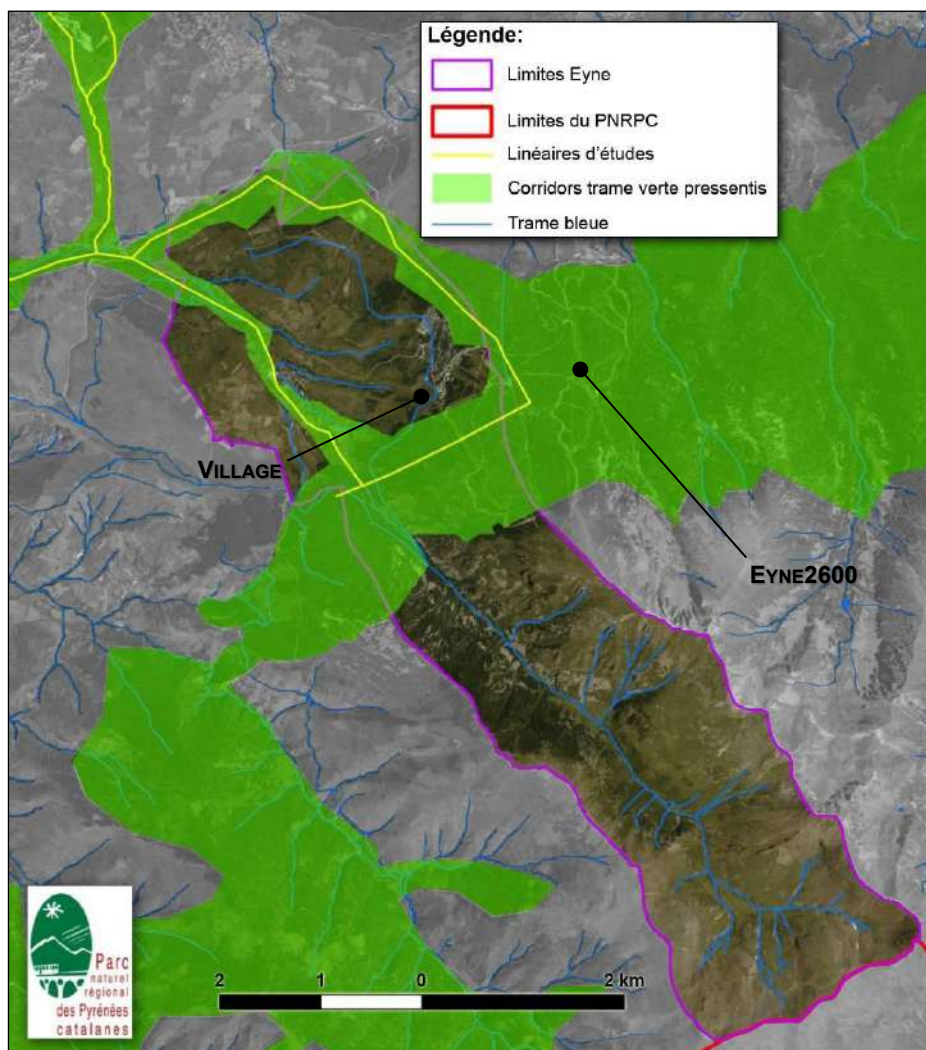 Légende:
Limites Eyne
Limites du PNRPC
Linéaires d'études
Corridors trame verte pressentis
Trame bleue
VILLAGE
EYNE2600
Parc
naturel
régional
des Pyrénées
catalanes
2 1 0 2 km